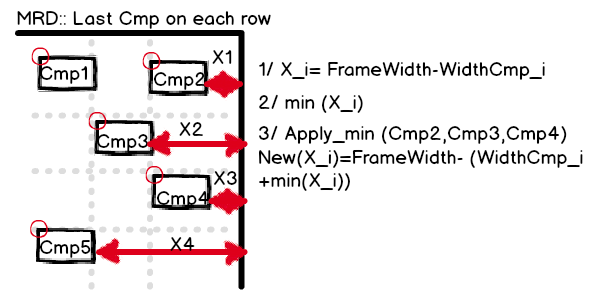 MRD:: Last Cmp on each row
X1
Cmp1
Cmp2
1/ X_i= FrameWidth-WidthCmp_i
2/ min (X_i)
X2
Cmp3
3/ Apply_min (Cmp2,Cmp3,Cmp4)
New(X_i)=FrameWidth- (WidthCmp_i
+min(X_i))
X3
Cmp4
Cmp5
X4